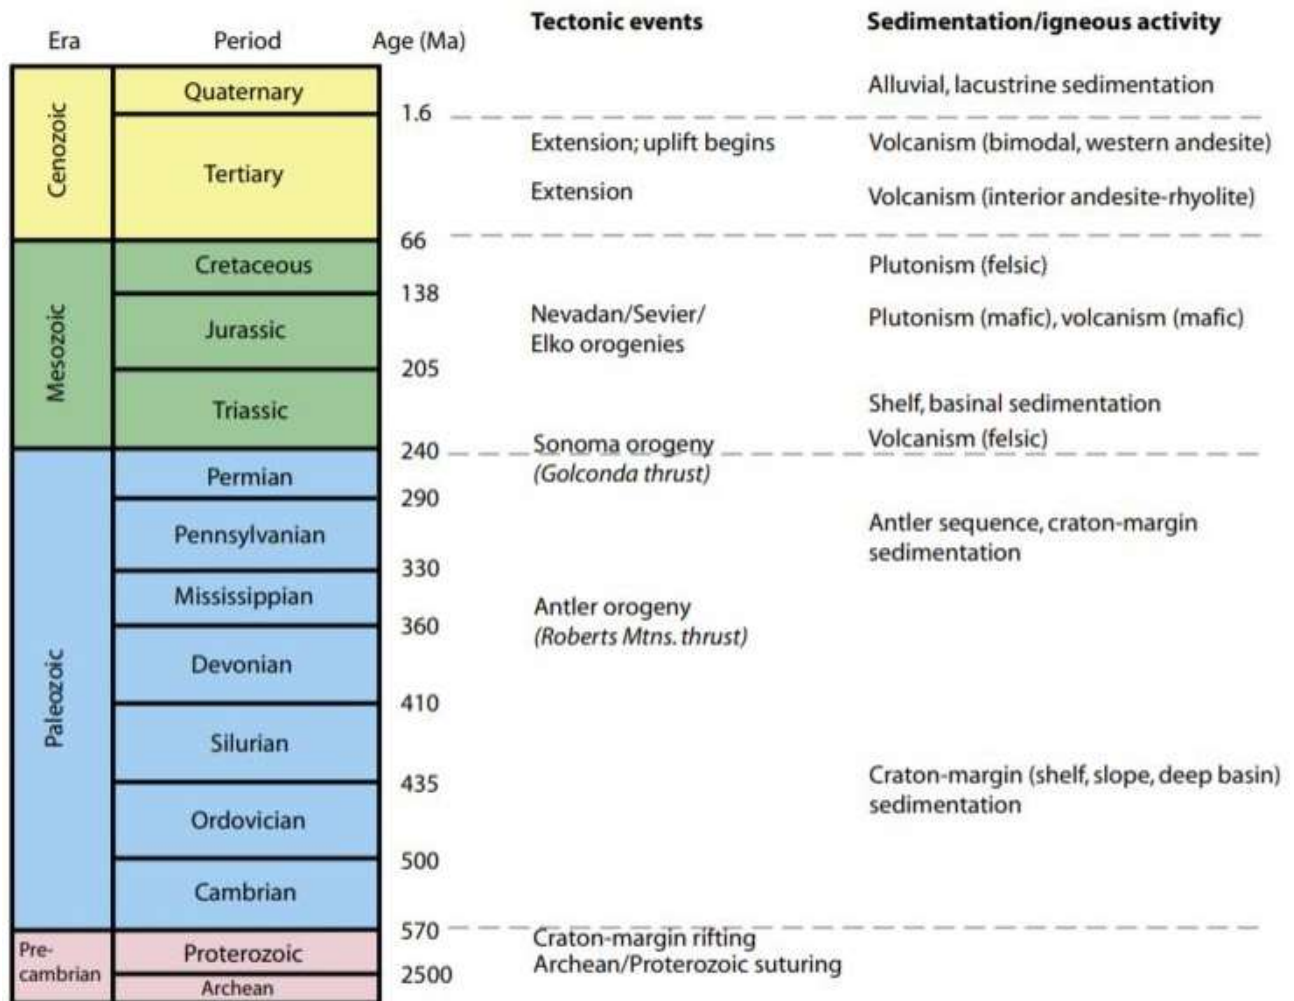 Tectonic events Sedimentation/igneous activity
Era Period Age (Ma)
Cenozoic
Quaternary
Alluvial, lacustrine sedimentation
1.6
Tertiary
Extension; uplift begins Volcanism (bimodal, western andesite)
Extension Volcanism (interior andesite-rhyolite)
66
Mesozoic
Cretaceous
Plutonism (felsic)
138
Jurassic
Nevadan/Sevier/
Elko orogenies
Plutonism (mafic), volcanism (mafic)
205
Triassic
Shelf, basinal sedimentation
Volcanism (felsic)
240
Sonoma orogeny
(Golconda thrust)
Paleozoic
Permian
290
Pennsylvanian
Antler sequence, craton-margin
sedimentation
330
Mississippian
Antler orogeny
(Roberts Mtns. thrust)
360
Devonian
410
Silurian
435
Craton-margin (shelf, slope, deep basin)
sedimentation
Ordovician
500
Cambrian
570
Pre-
cambrian
Proterozoic
Craton-margin rifting
Archean/Proterozoic suturing
2500
Archean